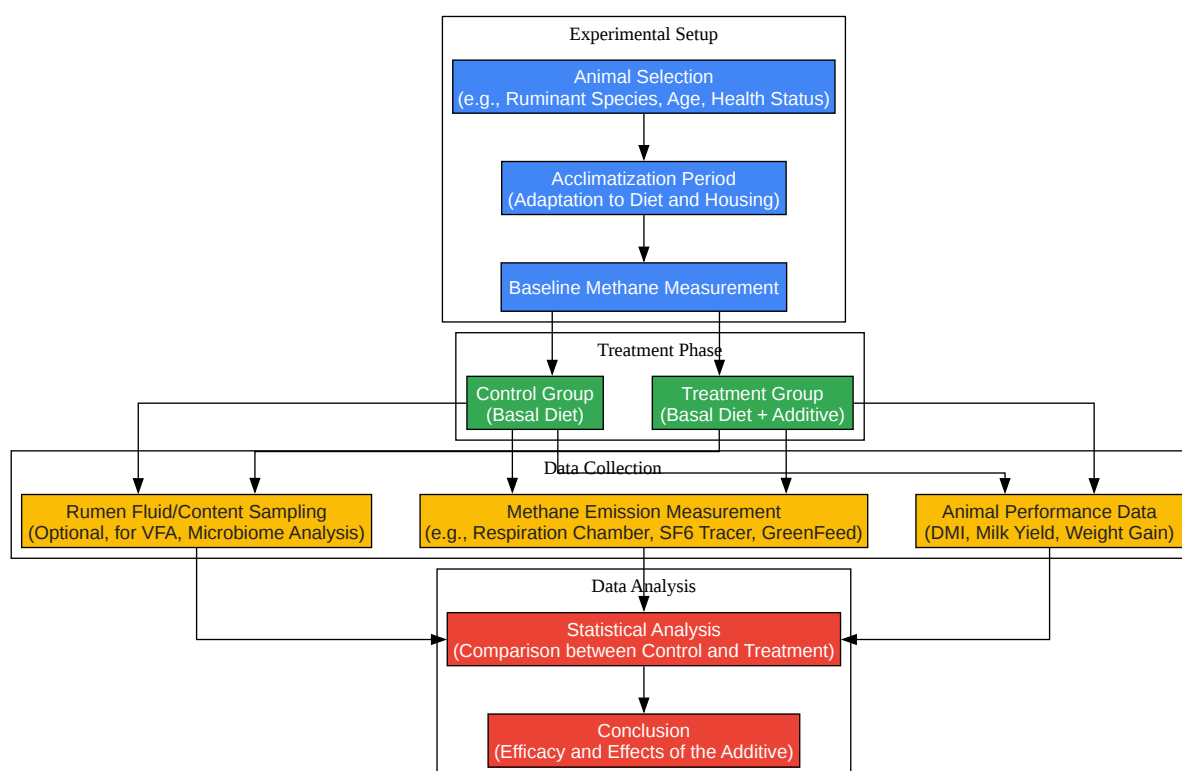 Experimental Setup
Animal Selection
(e.g., Ruminant Species, Age, Health Status)
Acclimatization Period
(Adaptation to Diet and Housing)
Baseline Methane Measurement
Treatment Phase
Control Group
(Basal Diet)
Treatment Group
(Basal Diet + Additive)
Data Collection
Rumen Fluid/Content Sampling
(Optional, for VFA, Microbiome Analysis)
Methane Emission Measurement
(e.g., Respiration Chamber, SF6 Tracer, GreenFeed)
Animal Performance Data
(DMI, Milk Yield, Weight Gain)
Data Analysis
Statistical Analysis
(Comparison between Control and Treatment)
Conclusion
(Efficacy and Effects of the Additive)